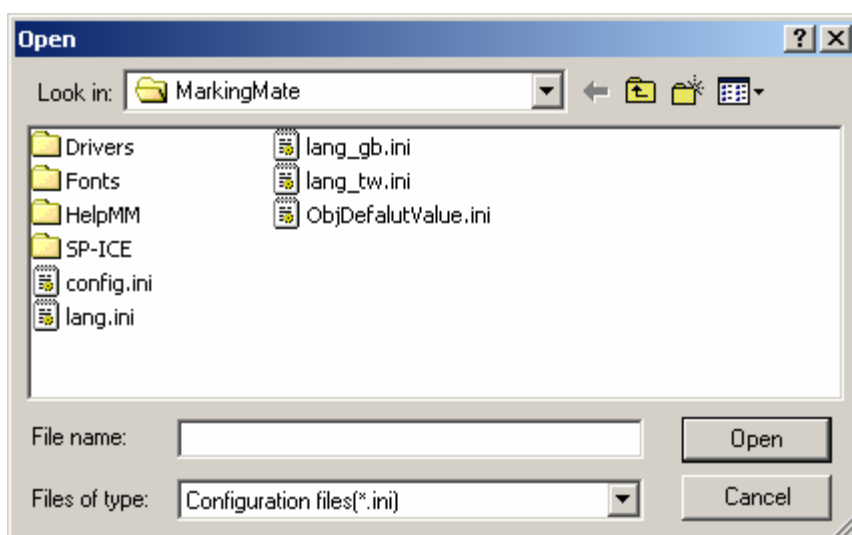 Open
Look in: MarkingMate
Drivers
Fonts
HelpMM
SP-ICE
config.ini
lang.ini
lang_gb.ini
lang_tw.ini
ObjDefalutValue.ini
File name:
Open
Files of type: Configuration files(*.ini)
Cancel